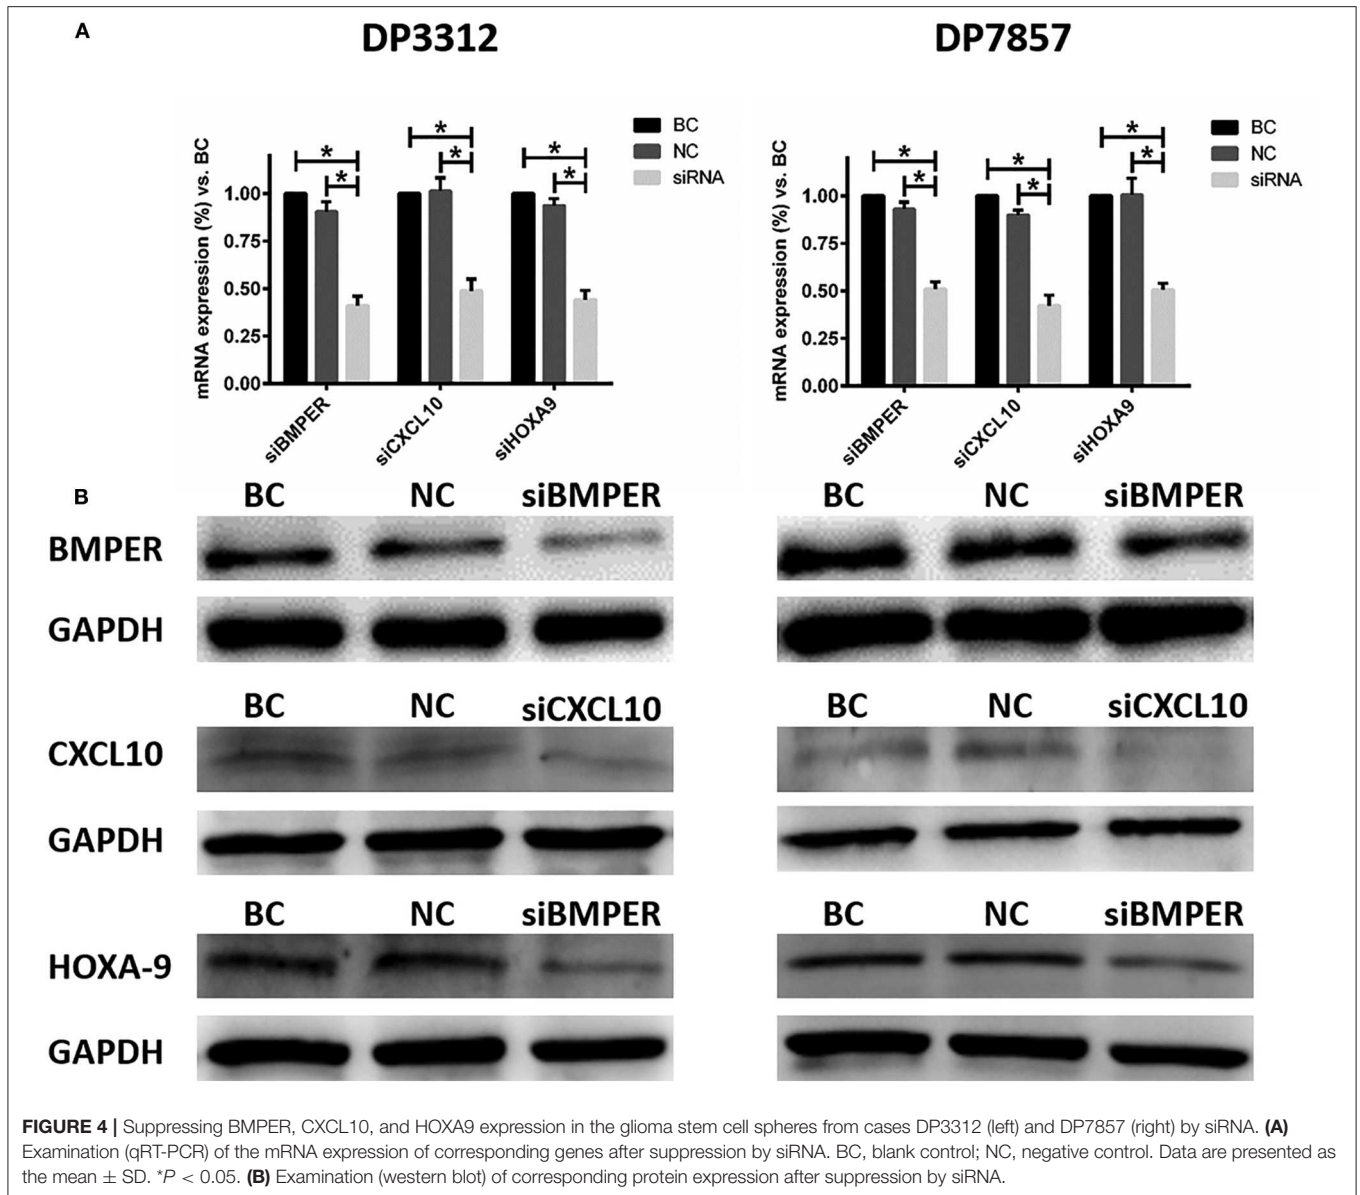 A
DP3312
DP7857
mRNA expression (%) vs. BC
1.00
0.75
0.50
0.25
0.00
* * * * * *
siBMPER
siCXCL10
siHOXA9
BC
NC
siRNA
mRNA expression (%) vs. BC
1.00
0.75
0.50
0.25
0.00
* * * * * *
siBMPER
siCXCL10
siHOXA9
BC
NC
siRNA
B
BC NC siBMPER BC NC siBMPER
BMPER
GAPDH
BC NC siCXCL10 BC NC siCXCL10
CXCL10
GAPDH
BC NC siBMPER BC NC siBMPER
HOXA-9
GAPDH
FIGURE 4 | Suppressing BMPER, CXCL10, and HOXA9 expression in the glioma stem cell spheres from cases DP3312 (left) and DP7857 (right) by siRNA. (A)
Examination (qRT-PCR) of the mRNA expression of corresponding genes after suppression by siRNA. BC, blank control; NC, negative control. Data are presented as
the mean ± SD. *P < 0.05. (B) Examination (western blot) of corresponding protein expression after suppression by siRNA.